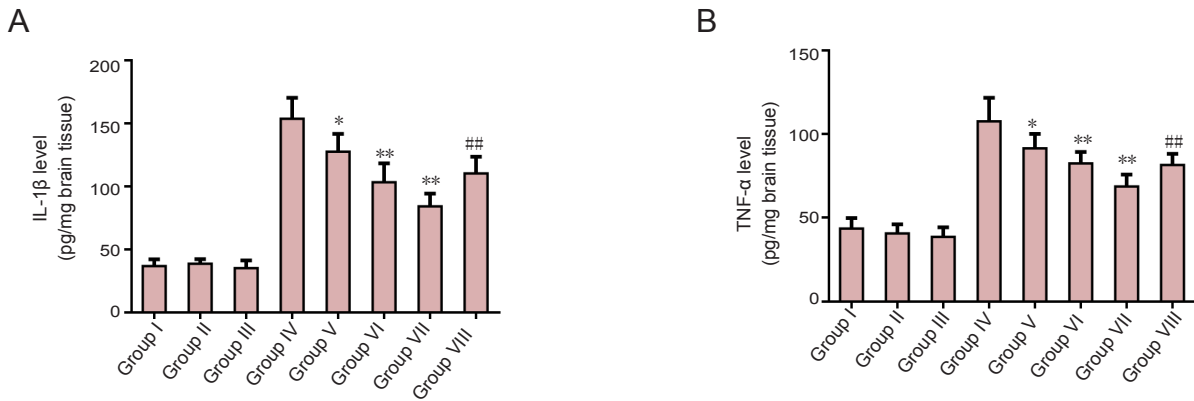 A
IL-1β level
(pg/mg brain tissue)
200
150
100
50
0
*
**
**
##
Group I
Group II
Group III
Group IV
Group V
Group VI
Group VII
Group VIII
B
TNF-α level
(pg/mg brain tissue)
150
100
50
0
*
**
**
##
Group I
Group II
Group III
Group IV
Group V
Group VI
Group VII
Group VIII